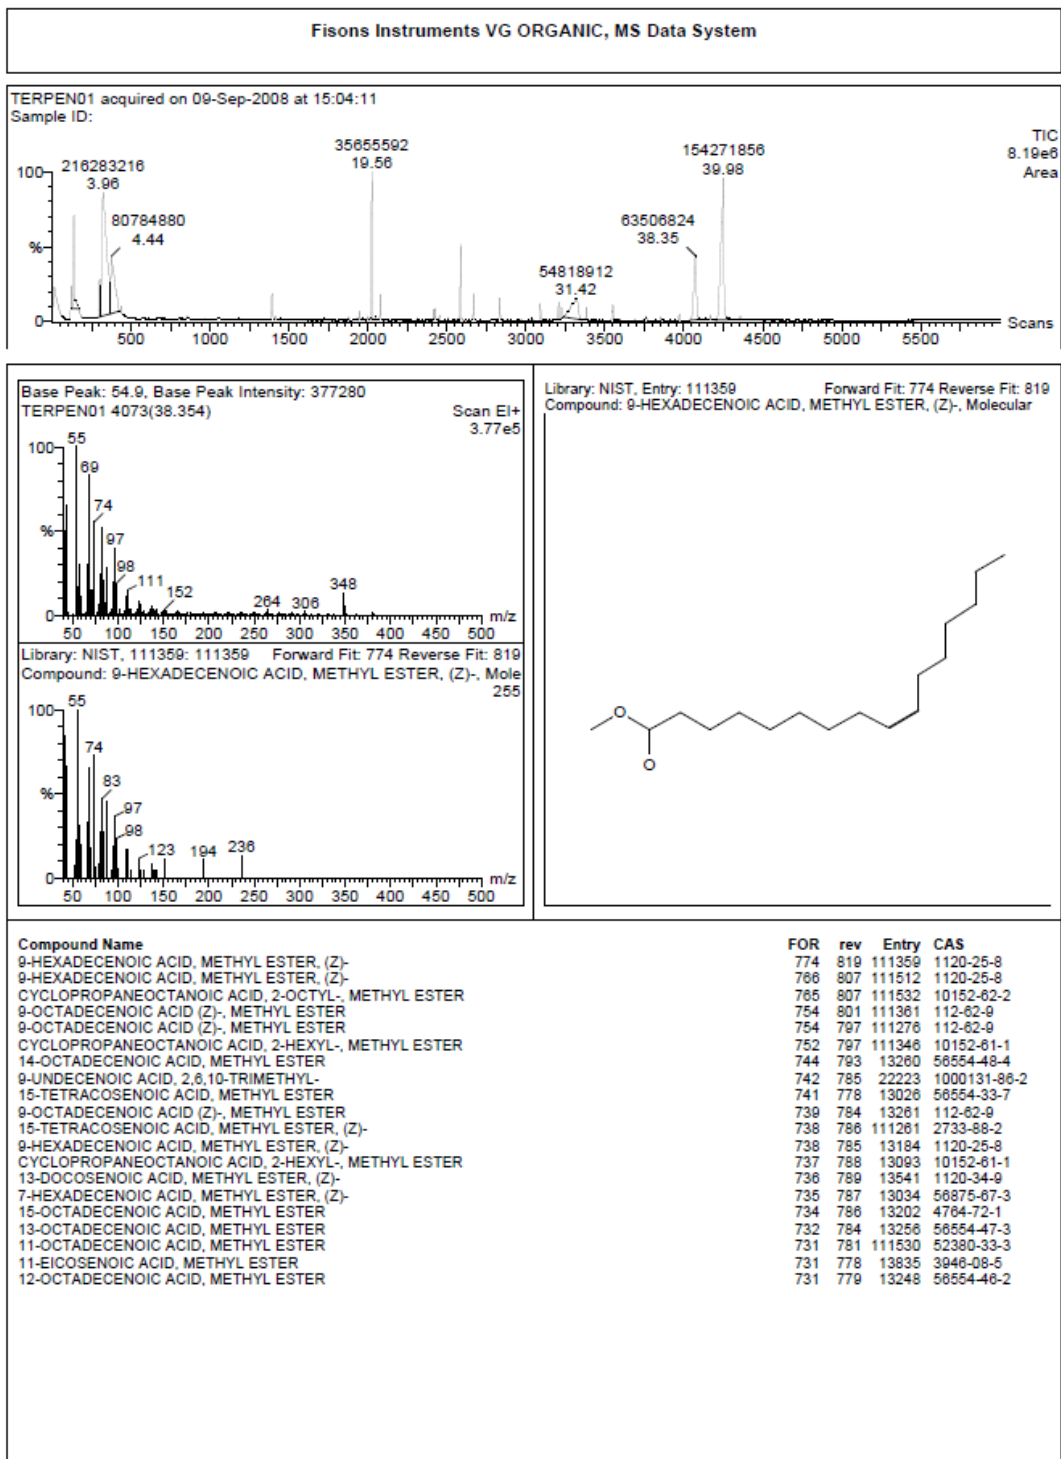 Fisons Instruments VG ORGANIC, MS Data System
TERPEN01 acquired on 09-Sep-2008 at 15:04:11
Sample ID:
TIC
8.19e6
Area
216283216
3.96
80784880
4.44
35655592
19.56
54818912
31.42
63506824
38.35
154271856
39.98
100
%
0
500 1000 1500 2000 2500 3000 3500 4000 4500 5000 5500
Scans
Base Peak: 54.9, Base Peak Intensity: 377280
TERPEN01 4073(38.354)
Scan EI+
3.77e5
100
%
0
55
69
74
97
98
111
152
264
306
348
50 100 150 200 250 300 350 400 450 500
m/z
Library: NIST, 111359: 111359 Forward Fit: 774 Reverse Fit: 819
Compound: 9-HEXADECENOIC ACID, METHYL ESTER, (Z)-, Mole
255
100
%
0
55
74
83
97
98
123
194
236
50 100 150 200 250 300 350 400 450 500
m/z
Library: NIST, Entry: 111359 Forward Fit: 774 Reverse Fit: 819
Compound: 9-HEXADECENOIC ACID, METHYL ESTER, (Z)-, Molecular
O
O
Compound Name FOR rev Entry CAS
9-HEXADECENOIC ACID, METHYL ESTER, (Z)- 774 819 111359 1120-25-8
9-HEXADECENOIC ACID, METHYL ESTER, (Z)- 766 807 111512 1120-25-8
CYCLOPROPANEOCTANOIC ACID, 2-OCTYL-, METHYL ESTER 765 807 111532 10152-62-2
9-OCTADECENOIC ACID (Z)-, METHYL ESTER 754 801 111361 112-62-9
9-OCTADECENOIC ACID (Z)-, METHYL ESTER 754 797 111276 112-62-9
CYCLOPROPANEOCTANOIC ACID, 2-HEXYL-, METHYL ESTER 752 797 111346 10152-61-1
14-OCTADECENOIC ACID, METHYL ESTER 744 793 13260 56554-48-4
9-UNDECENOIC ACID, 2,6,10-TRIMETHYL- 742 785 22223 1000131-86-2
15-TETRACOSENOIC ACID, METHYL ESTER 741 778 13026 56554-33-7
9-OCTADECENOIC ACID (Z)-, METHYL ESTER 739 784 13261 112-62-9
15-TETRACOSENOIC ACID, METHYL ESTER, (Z)- 738 786 111261 2733-88-2
9-HEXADECENOIC ACID, METHYL ESTER, (Z)- 738 785 13184 1120-25-8
CYCLOPROPANEOCTANOIC ACID, 2-HEXYL-, METHYL ESTER 737 788 13093 10152-61-1
13-DOCOSENOIC ACID, METHYL ESTER, (Z)- 736 789 13541 1120-34-9
7-HEXADECENOIC ACID, METHYL ESTER, (Z)- 735 787 13034 56875-67-3
15-OCTADECENOIC ACID, METHYL ESTER 734 786 13202 4764-72-1
13-OCTADECENOIC ACID, METHYL ESTER 732 784 13256 56554-47-3
11-OCTADECENOIC ACID, METHYL ESTER 731 781 111530 52380-33-3
11-EICOSENOIC ACID, METHYL ESTER 731 778 13835 3946-08-5
12-OCTADECENOIC ACID, METHYL ESTER 731 779 13248 56554-46-2